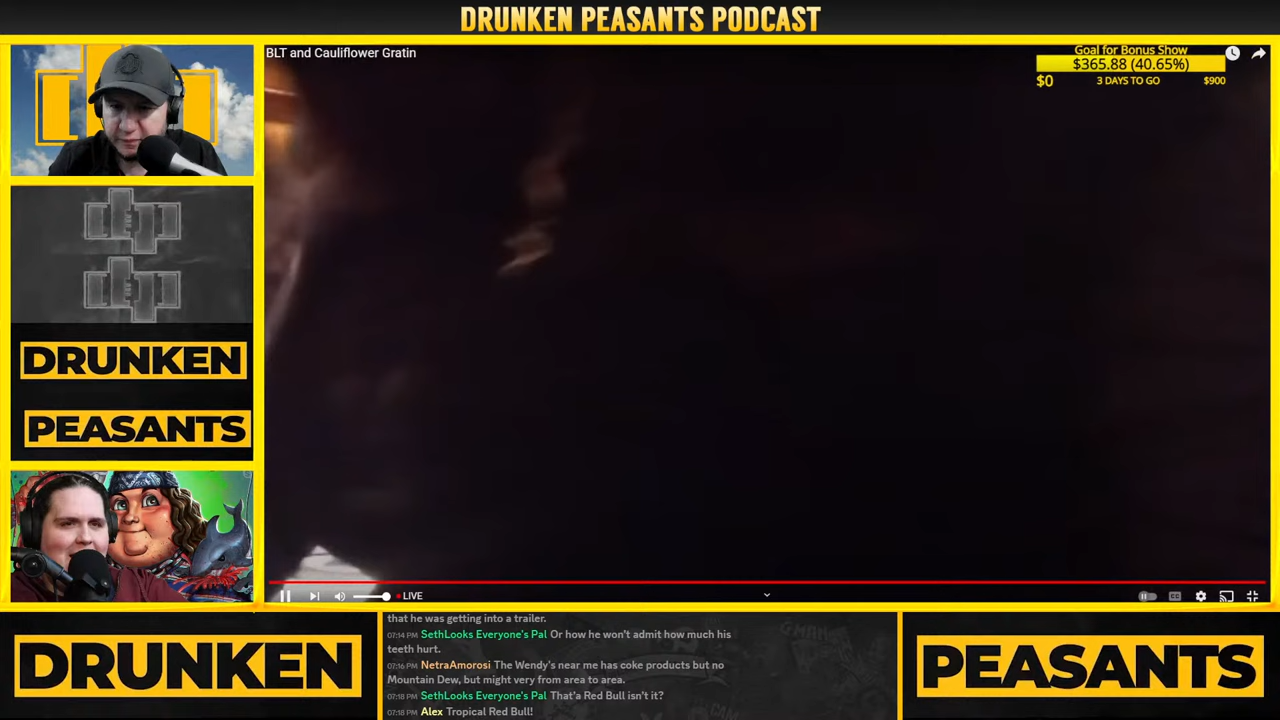 DRUNKEN PEASANTS PODCAST
BLT and Cauliflower Gratin
Goal for Bonus Show
$365.88 (40.65%)
$0
3 DAYS TO GO
$900
DRUNKEN
PEASANTS
LIVE
that he was getting into a trailer.
07:14 PM SethLooks Everyone's Pal Or how he won't admit how much his
teeth hurt.
07:16 PM NetraAmorosi The Wendy's near me has coke products but no
Mountain Dew, but might very from area to area.
07:18 PM SethLooks Everyone's Pal That'a Red Bull isn't it?
07:18 PM Alex Tropical Red Bull!
DRUNKEN
PEASANTS